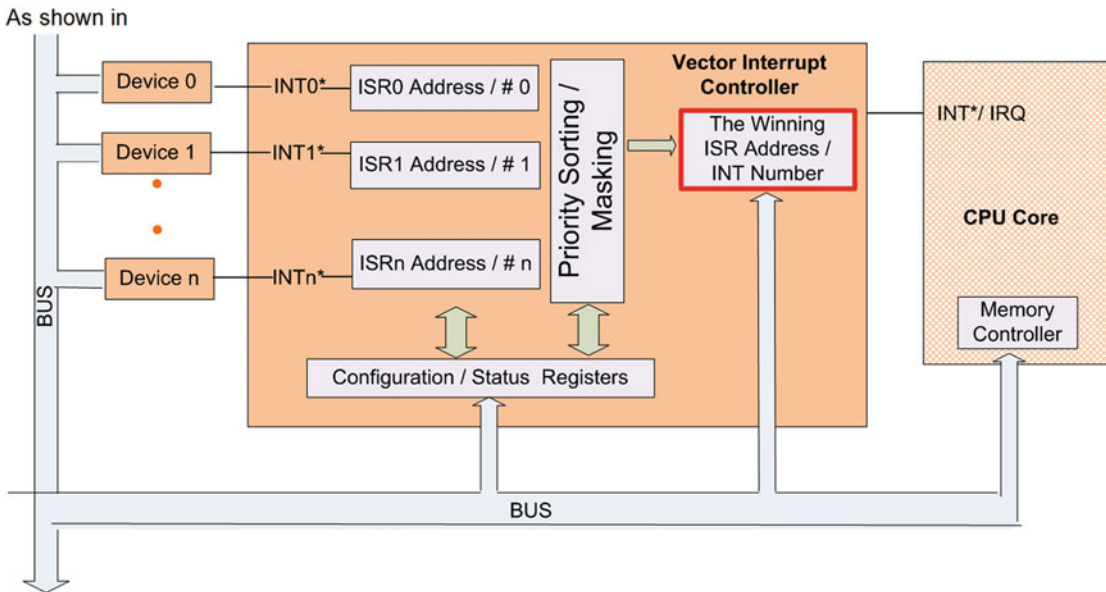 As shown in
Device 0
INT0*
ISR0 Address / # 0
Device 1
INT1*
ISR1 Address / # 1
Device n
INTn*
ISRn Address / # n
Priority Sorting /
Masking
Vector Interrupt
Controller
The Winning
ISR Address /
INT Number
INT*/ IRQ
CPU Core
Memory
Controller
Configuration / Status Registers
BUS
BUS